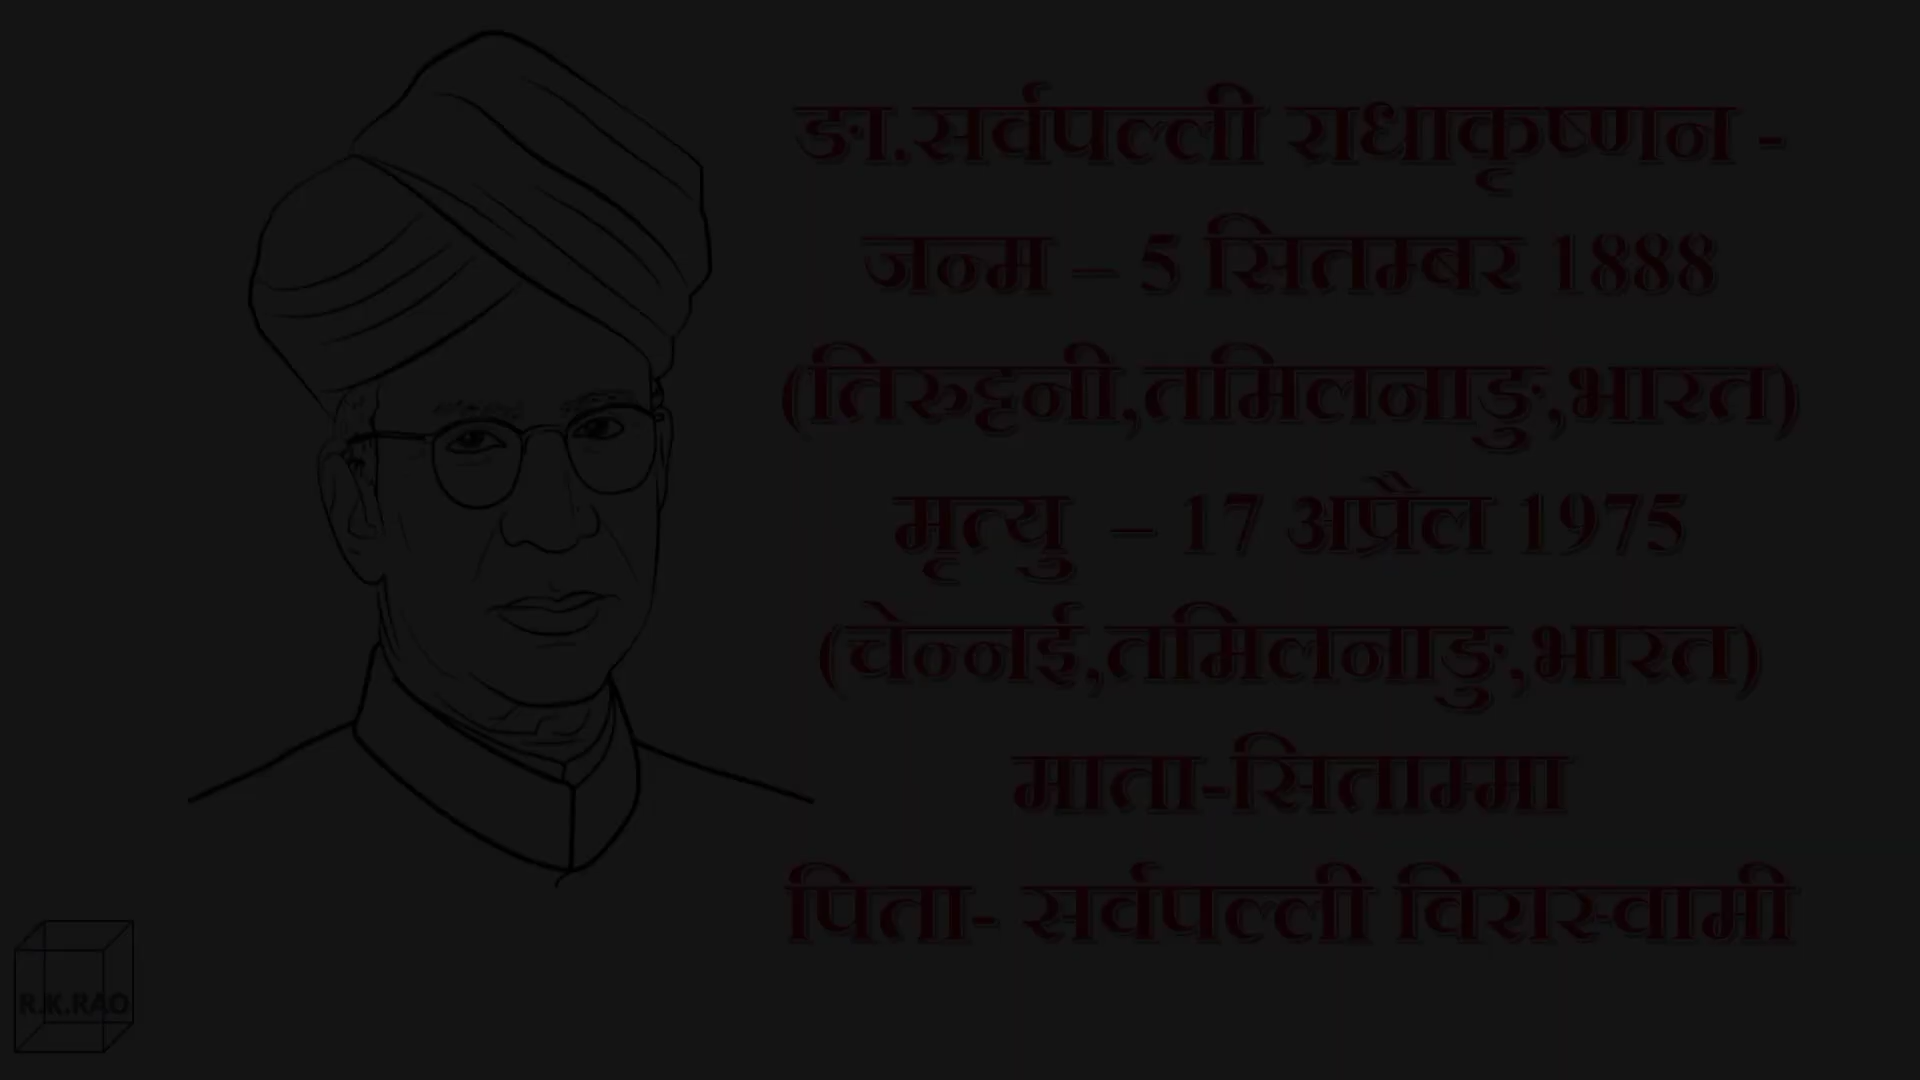 डा.सर्वपल्ली राधाकृष्णन -
जन्म – 5 सितम्बर 1888
(तिरुट्टनी,तमिलनाडु,भारत)
मृत्यु – 17 अप्रैल 1975
(चेन्नई,तमिलनाडु,भारत)
माता-सिताम्मा
पिता- सर्वपल्ली विरास्वामी
R.K.RAO